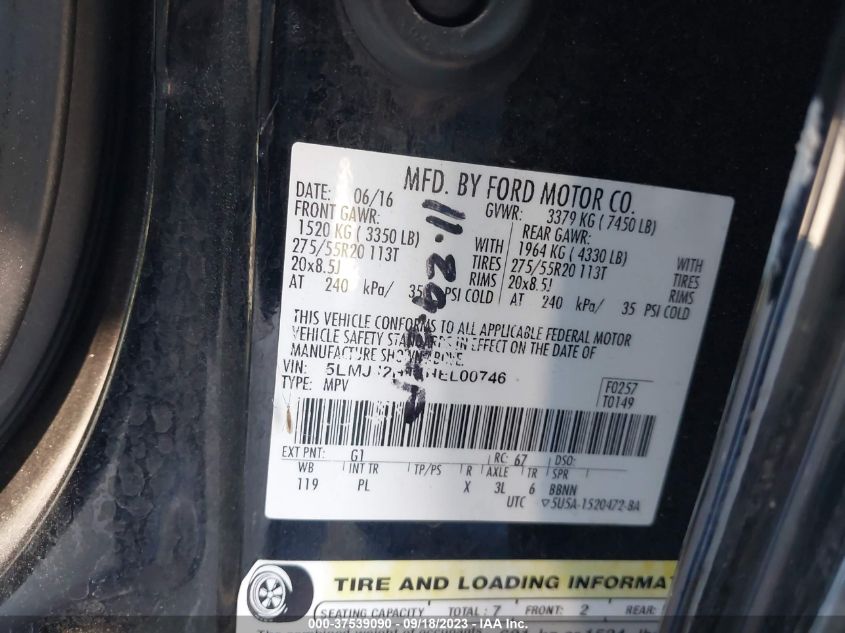 MFD. BY FORD MOTOR CO.
DATE: 06/16
GVWR: 3379 KG ( 7450 LB)
FRONT GAWR:
REAR GAWR:
1520 KG ( 3350 LB) WITH
1964 KG ( 4330 LB) WITH
275/55R20 113T TIRES
275/55R20 113T TIRES
20x8.5J RIMS
20x8.5J RIMS
AT 240 kPa/ 35 PSI COLD
AT 240 kPa/ 35 PSI COLD
THIS VEHICLE CONFORMS TO ALL APPLICABLE FEDERAL MOTOR
VEHICLE SAFETY STANDARDS IN EFFECT ON THE DATE OF
MANUFACTURE SHOWN ABOVE.
VIN:
TYPE: MPV
F0257
T0149
EXT PNT: G1 RC: 67 DSO:
WB INT TR TP/PS R AXLE TR SPR
119 PL X 3L 6 BBNN
UTC 5U5A-1520472-BA
TIRE AND LOADING
SEATING CAPACITY TOTAL : 7 FRONT: 2 REAR:
000-37539090 - 09/18/2023 - IAA Inc.